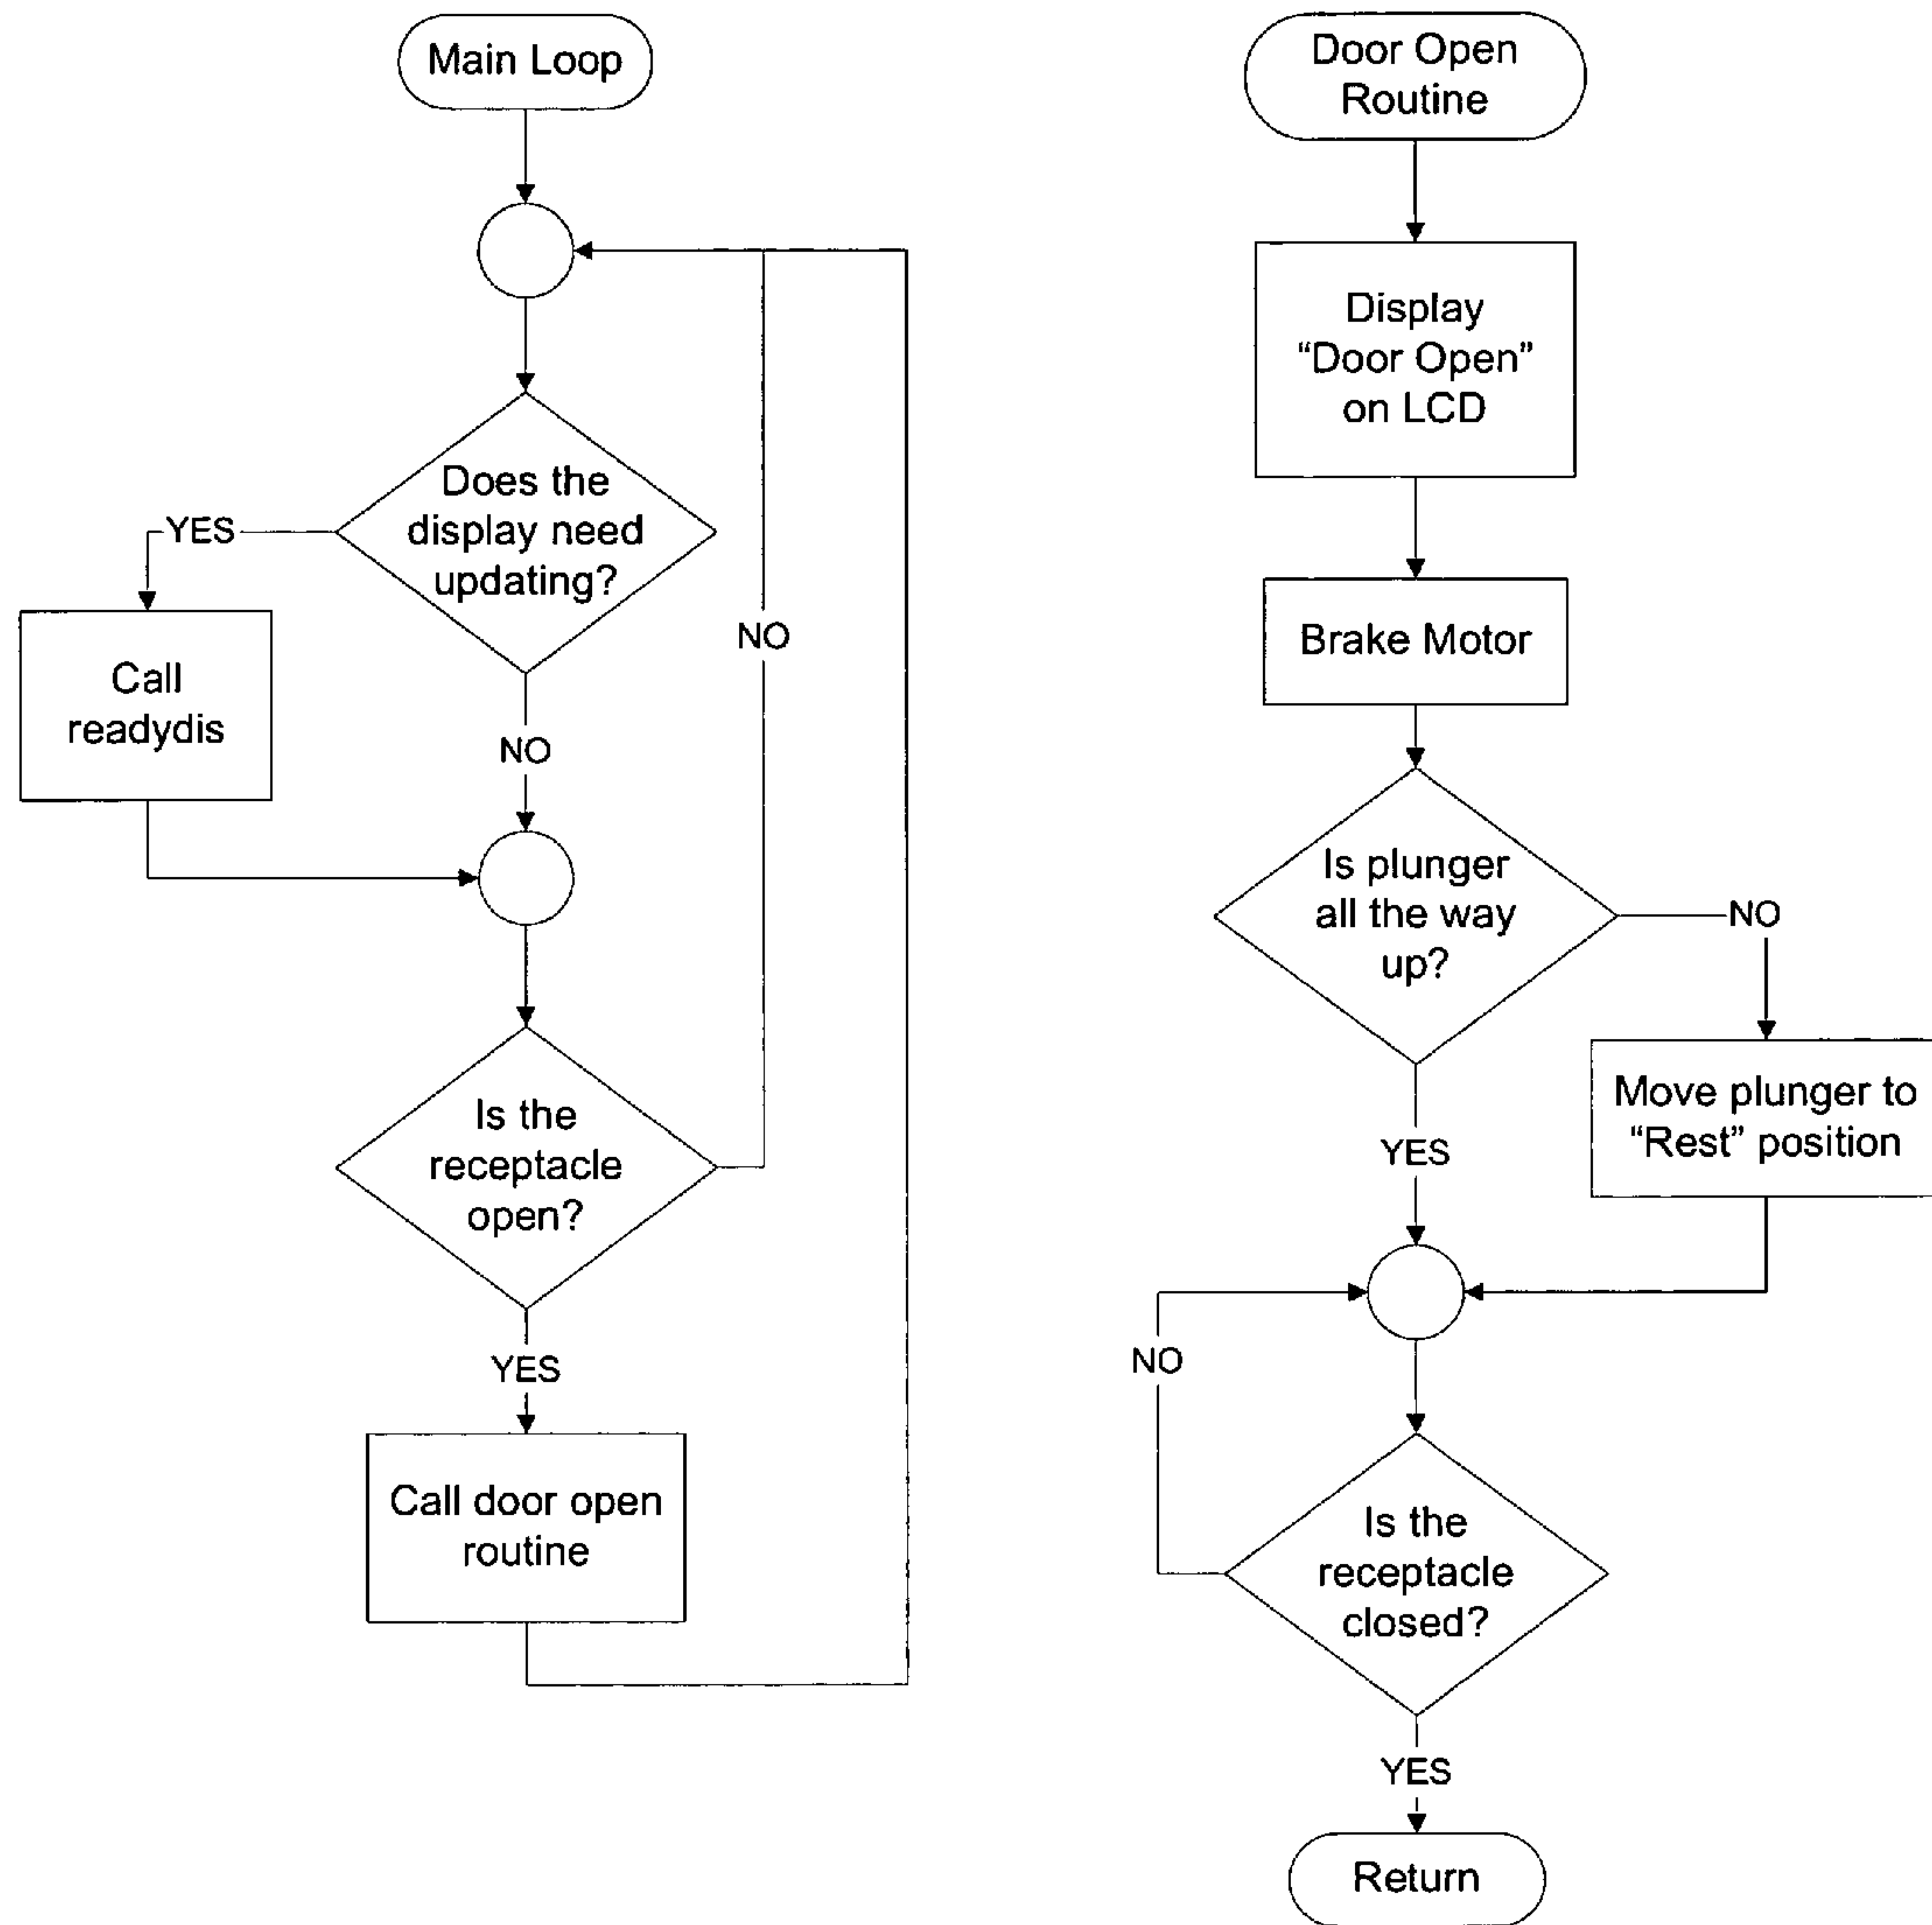 Main Loop
Does the
display need
updating?
YES
Call
readydis
NO
Is the
receptacle
open?
NO
YES
Call door open
routine
Door Open
Routine
Display
“Door Open”
on LCD
Brake Motor
Is plunger
all the way
up?
NO
Move plunger to
“Rest” position
YES
NO
Is the
receptacle
closed?
YES
Return